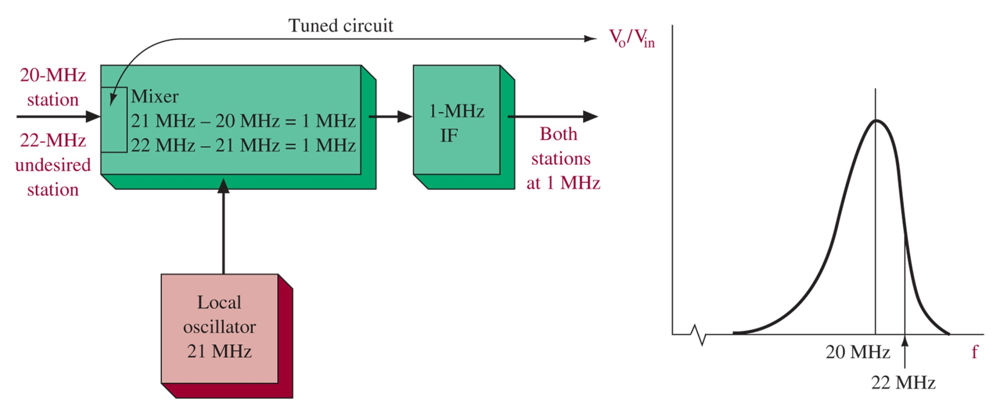 Tuned circuit
Vo/Vin
20-MHz
station
22-MHz
undesired
station
Mixer
21 MHz – 20 MHz = 1 MHz
22 MHz – 21 MHz = 1 MHz
1-MHz
IF
Both
stations
at 1 MHz
Local
oscillator
21 MHz
20 MHz
f
22 MHz